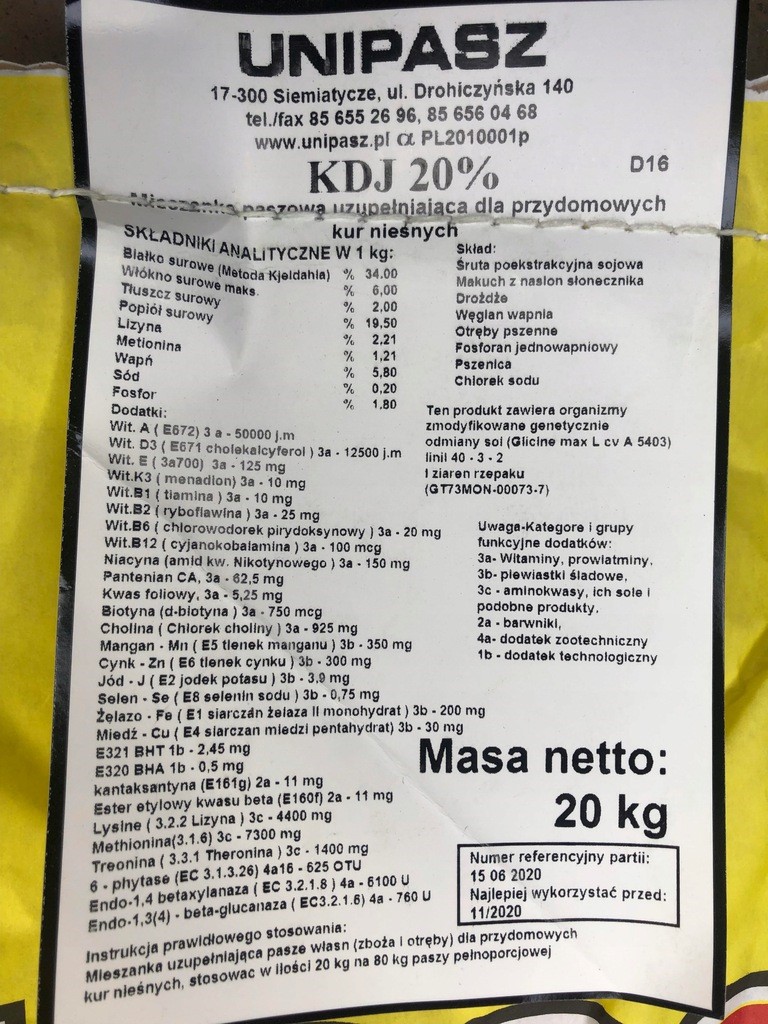 UNIPASZ
17-300 Siemiatycze, ul. Drohiczyńska 140
tel./fax 85 655 26 96, 85 656 04 68
www.unipasz.pl α PL2010001p
KDJ 20%
D16
Mieszanka paszowa uzupełniająca dla przydomowych
kur nieśnych
SKŁADNIKI ANALITYCZNE W 1 kg:
Białko surowe (Metoda Kjeldahla) % 34.00
Włókno surowe maks. % 6,00
Tłuszcz surowy % 2,00
Popiół surowy % 19,50
Lizyna % 2,21
Metionina % 1,21
Wapń % 5,80
Sód % 0,20
Fosfor % 1,80
Dodatki:
Wit. A ( E672) 3 a - 50000 j.m
Wit. D3 ( E671 cholekalcyferol ) 3a - 12500 j.m
Wit. E ( 3a700) 3a - 125 mg
Wit.K3 ( menadion) 3a - 10 mg
Wit.B1 ( tiamina ) 3a - 10 mg
Wit.B2 ( ryboflawina ) 3a - 25 mg
Wit.B6 ( chlorowodorek pirydoksynowy ) 3a - 20 mg
Wit.B12 ( cyjanokobalamina ) 3a - 100 mcg
Niacyna (amid kw. Nikotynowego ) 3a - 150 mg
Pantenian CA, 3a - 62,5 mg
Kwas foliowy, 3a - 5,25 mg
Biotyna (d-biotyna ) 3a - 750 mcg
Cholina ( Chlorek choliny ) 3a - 925 mg
Mangan - Mn ( E5 tlenek manganu ) 3b - 350 mg
Cynk - Zn ( E6 tlenek cynku ) 3b - 300 mg
Jód - J ( E2 jodek potasu ) 3b - 3,9 mg
Selen - Se ( E8 selenin sodu ) 3b - 0,75 mg
Żelazo - Fe ( E1 siarczán żelaza II monohydrat ) 3b - 200 mg
Miedź - Cu ( E4 siarczan miedzi pentahydrat) 3b - 30 mg
E321 BHT 1b - 2,45 mg
E320 BHA 1b - 0,5 mg
kantaksantyna (E161g) 2a - 11 mg
Ester etylowy kwasu beta (E160f) 2a - 11 mg
Lysine ( 3.2.2 Lizyna ) 3c - 4400 mg
Methionina(3.1.6) 3c - 7300 mg
Treonina ( 3.3.1 Theronina ) 3c - 1400 mg
6 - phytase (EC 3.1.3.26) 4a16 - 625 OTU
Endo-1,4 betaxylanaza ( EC 3.2.1.8 ) 4a - 6100 U
Endo-1,3(4) - beta-glucanaza ( EC3.2.1.6) 4a - 760 U
Skład:
Śruta poekstrakcyjna sojowa
Makuch z nasion słonecznika
Drożdże
Węglan wapnia
Otręby pszenne
Fosforan jednowapniowy
Pszenica
Chlorek sodu
Ten produkt zawiera organizmy
zmodyfikowane genetycznie
odmiany soi (Glicine max L cv A 5403)
linii 40 - 3 - 2
I ziaren rzepaku
(GT73MON-00073-7)
Uwaga-Kategore i grupy
funkcyjne dodatków:
3a- Witaminy, prowiatminy,
3b- piewiastki śladowe,
3c - aminokwasy, ich sole i
podobne produkty,
2a - barwniki,
4a- dodatek zootechniczny
1b - dodatek technologiczny
Masa netto:
20 kg
Numer referencyjny partii:
15 06 2020
Najlepiej wykorzystać przed:
11/2020
Instrukcja prawidłowego stosowania:
Mieszanka uzupełniająca pasze własn (zboża i otręby) dla przydomowych
kur nieśnych, stosowac w ilości 20 kg na 80 kg paszy pełnoporcjowej